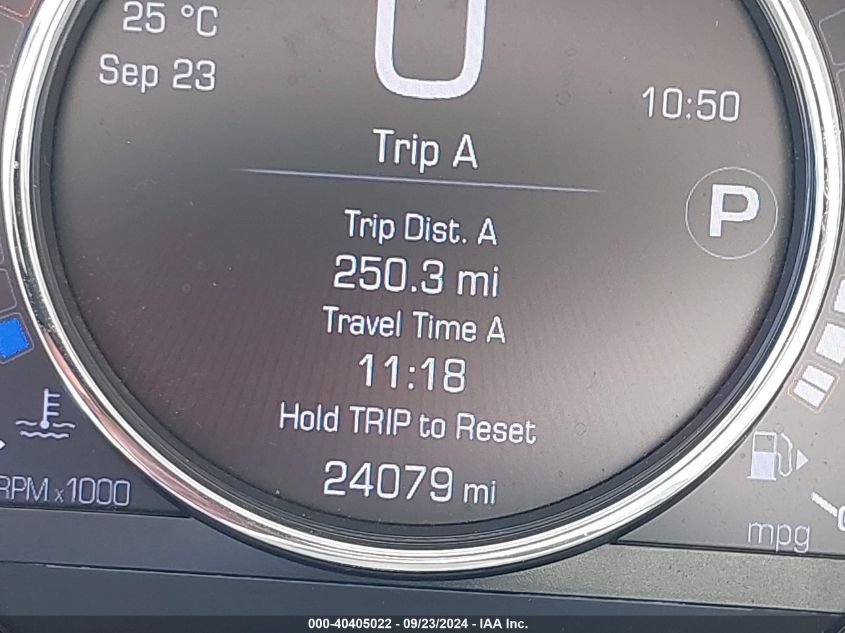 0
25 °C
Sep 23
10:50
Trip A
P
Trip Dist. A
250.3 mi
Travel Time A
11:18
Hold TRIP to Reset
24079 mi
RPM x1000
mpg
000-40405022 - 09/23/2024 - IAA Inc.